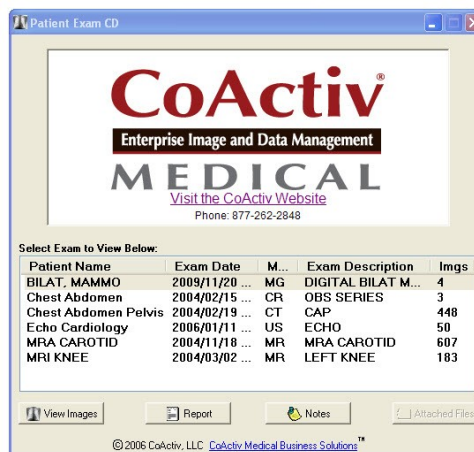 Patient Exam CD
CoActiv®
Enterprise Image and Data Management
MEDICAL
Visit the CoActiv Website
Phone: 877-262-2848
Select Exam to View Below:
Patient Name Exam Date M... Exam Description Imgs
BILAT, MAMMO 2009/11/20 ... MG DIGITAL BILAT M... 4
Chest Abdomen 2004/02/15 ... CR OBS SERIES 3
Chest Abdomen Pelvis 2004/02/19 ... CT CAP 448
Echo Cardiology 2006/01/11 ... US ECHO 50
MRA CAROTID 2004/11/18 ... MR MRA CAROTID 607
MRI KNEE 2004/03/02 ... MR LEFT KNEE 183
View Images Report Notes Attached Files
©2006 CoActiv, LLC CoActiv Medical Business Solutions™